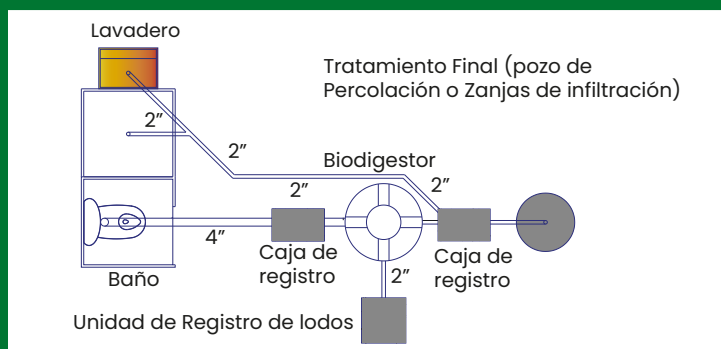 Lavadero
Tratamiento Final (pozo de
Percolación o Zanjas de infiltración)
2”
2”
Biodigestor
2”
2”
4”
Caja de
registro
Caja de
registro
Baño
2”
Unidad de Registro de lodos